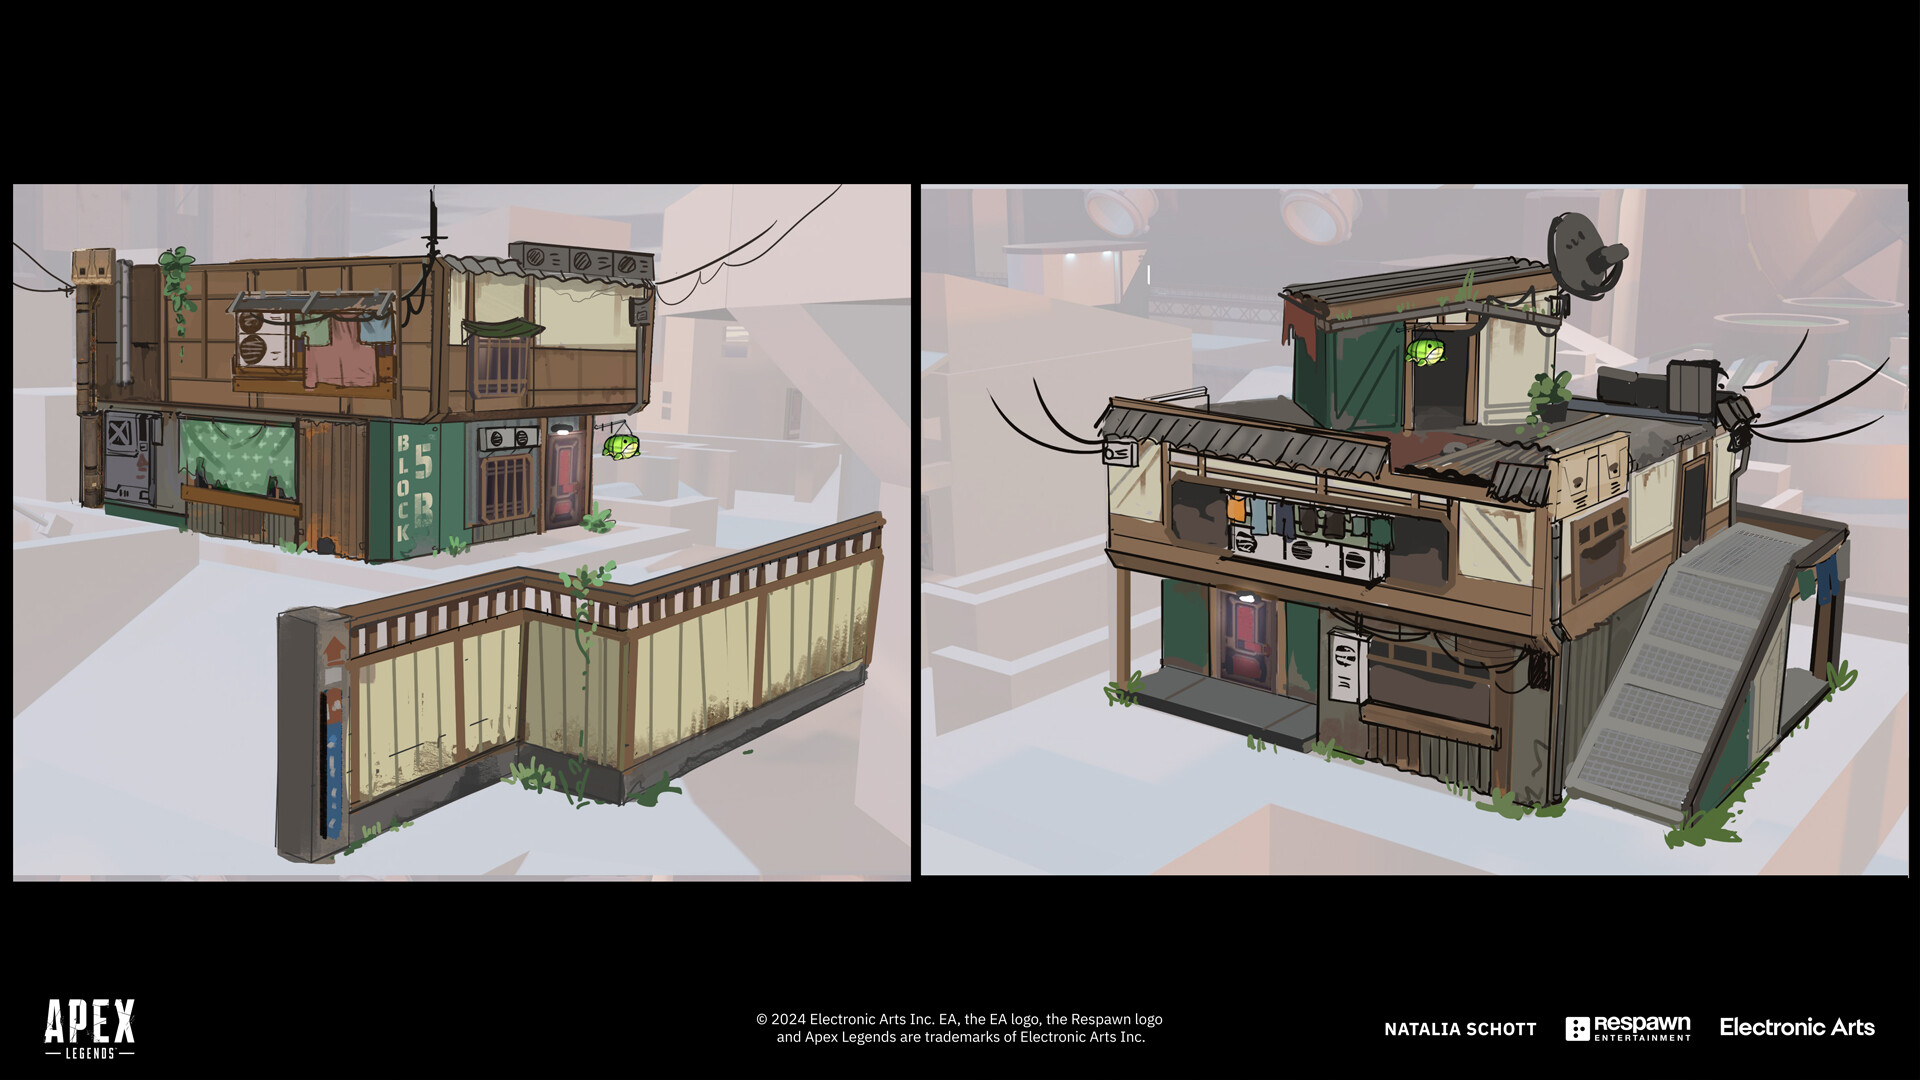 BLOCK
5
B
APEX
LEGENDS
© 2024 Electronic Arts Inc. EA, the EA logo, the Respawn logo
and Apex Legends are trademarks of Electronic Arts Inc.
NATALIA SCHOTT
Respawn
ENTERTAINMENT
Electronic Arts